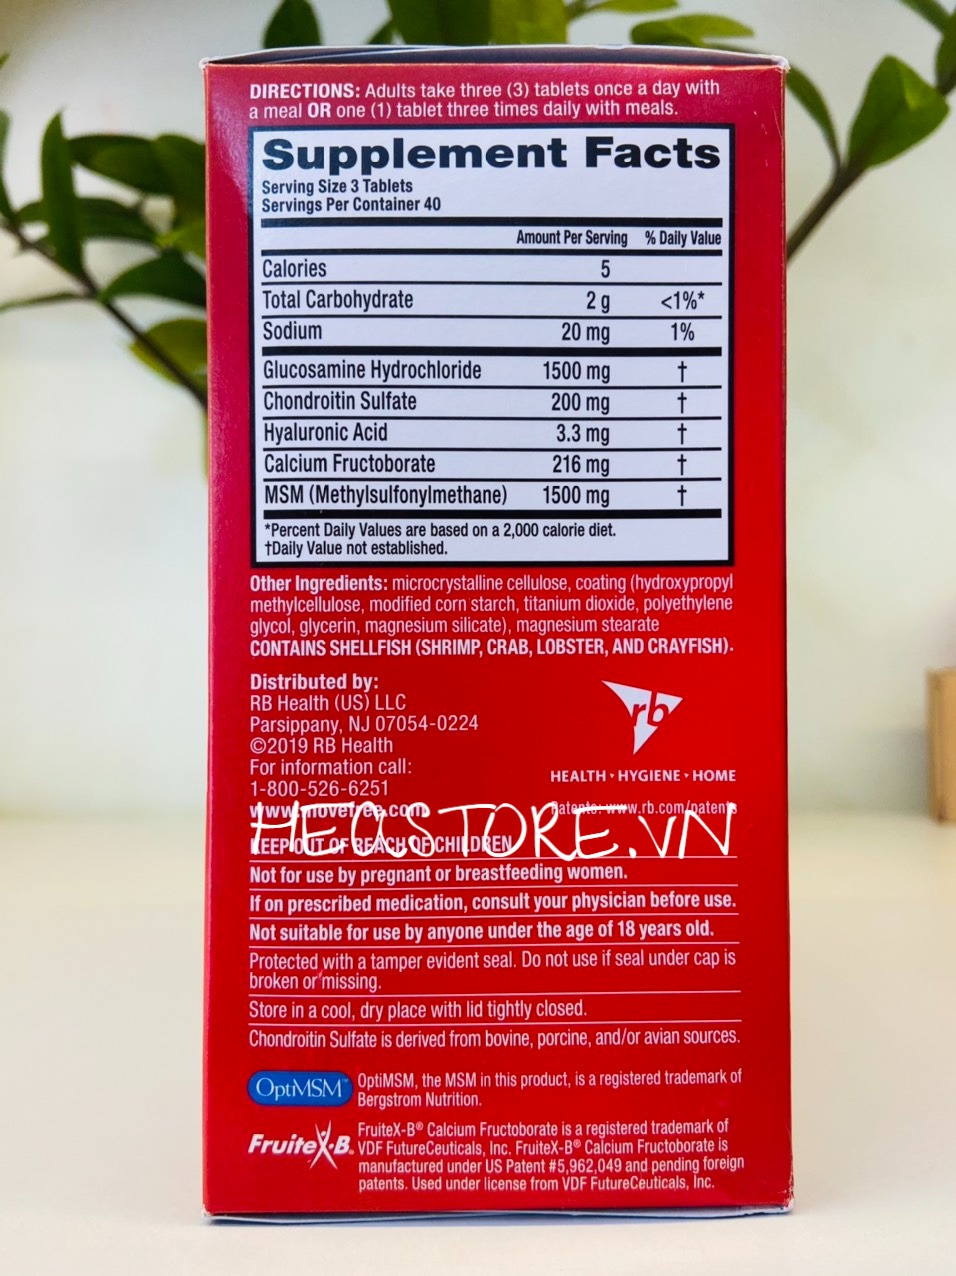 DIRECTIONS: Adults take three (3) tablets once a day with
a meal OR one (1) tablet three times daily with meals.
Supplement Facts
Serving Size 3 Tablets
Servings Per Container 40
Amount Per Serving % Daily Value
Calories 5
Total Carbohydrate 2 g <1%*
Sodium 20 mg 1%
Glucosamine Hydrochloride 1500 mg †
Chondroitin Sulfate 200 mg †
Hyaluronic Acid 3.3 mg †
Calcium Fructoborate 216 mg †
MSM (Methylsulfonylmethane) 1500 mg †
*Percent Daily Values are based on a 2,000 calorie diet.
†Daily Value not established.
Other Ingredients: microcrystalline cellulose, coating (hydroxypropyl
methylcellulose, modified corn starch, titanium dioxide, polyethylene
glycol, glycerin, magnesium silicate), magnesium stearate
CONTAINS SHELLFISH (SHRIMP, CRAB, LOBSTER, AND CRAYFISH).
Distributed by:
RB Health (US) LLC
Parsippany, NJ 07054-0224
©2019 RB Health
For information call:
1-800-526-6251
www.movefree.com
rb
HEALTH • HYGIENE • HOME
Patents: www.rb.com/patents
HEASTORE.VN
KEEP OUT OF REACH OF CHILDREN
Not for use by pregnant or breastfeeding women.
If on prescribed medication, consult your physician before use.
Not suitable for use by anyone under the age of 18 years old.
Protected with a tamper evident seal. Do not use if seal under cap is
broken or missing.
Store in a cool, dry place with lid tightly closed.
Chondroitin Sulfate is derived from bovine, porcine, and/or avian sources.
OptiMSM™
OptiMSM, the MSM in this product, is a registered trademark of
Bergstrom Nutrition.
FruiteX-B®
FruiteX-B® Calcium Fructoborate is a registered trademark of
VDF FutureCeuticals, Inc. FruiteX-B® Calcium Fructoborate is
manufactured under US Patent #5,962,049 and pending foreign
patents. Used under license from VDF FutureCeuticals, Inc.